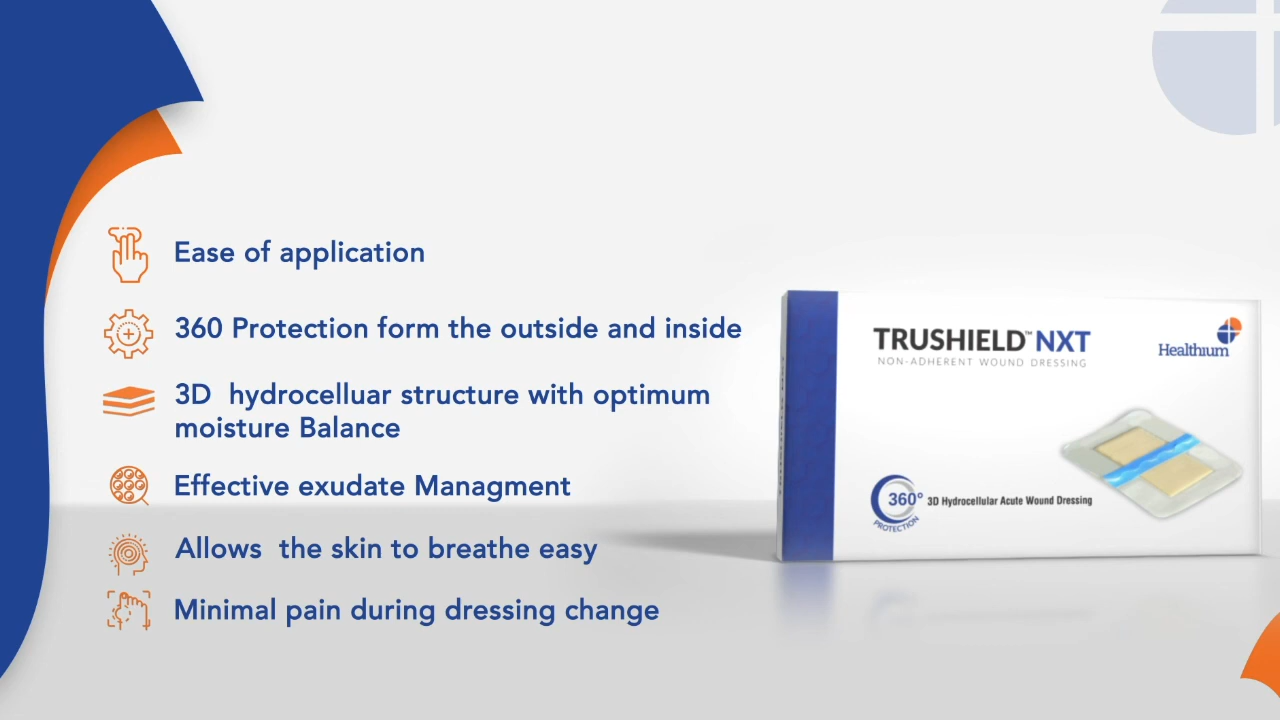 Ease of application
360 Protection form the outside and inside
3D  hydrocelluar structure with optimum
moisture Balance
Effective exudate Managment
Allows  the skin to breathe easy
Minimal pain during dressing change
TRUSHIELD™ NXT
NON-ADHERENT WOUND DRESSING
Healthium
360°
PROTECTION
3D Hydrocellular Acute Wound Dressing